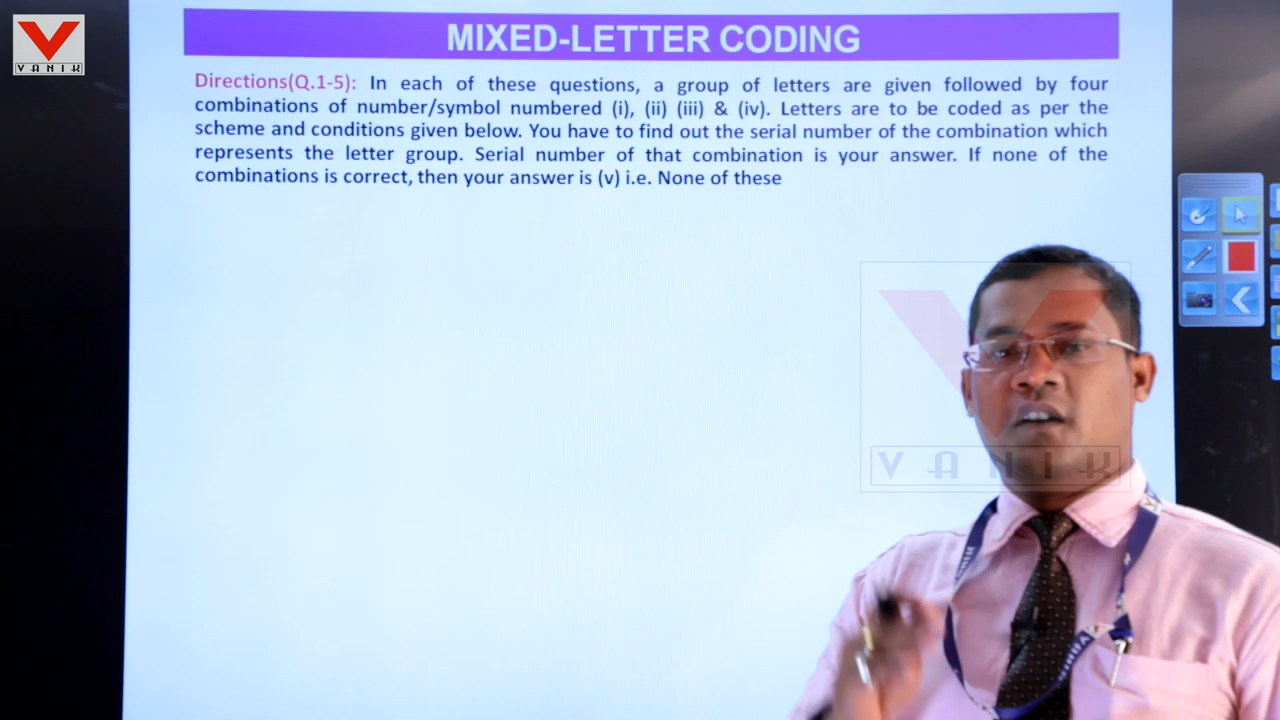 VANIK
MIXED-LETTER CODING
Directions(Q.1-5): In each of these questions, a group of letters are given followed by four
combinations of number/symbol numbered (i), (ii) (iii) & (iv). Letters are to be coded as per the
scheme and conditions given below. You have to find out the serial number of the combination which
represents the letter group. Serial number of that combination is your answer. If none of the
combinations is correct, then your answer is (v) i.e. None of these
VANIK